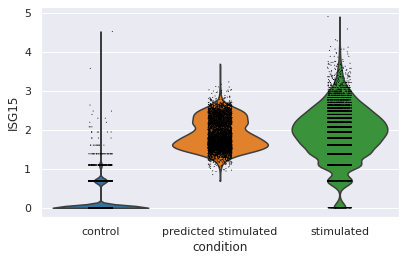 5
4
3
2
1
0
ISG15
control
predicted stimulated
stimulated
condition